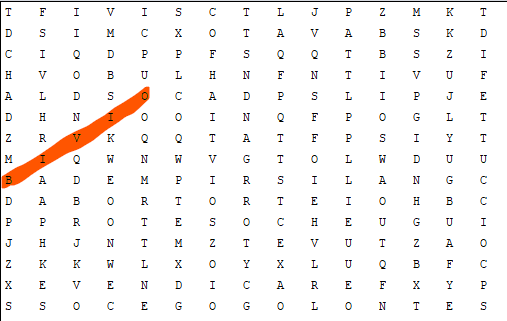 T F I V I S C T L J P Z M K T
D S I M C X O T A V A B S K D
C I Q D P P F S Q Q T B S Z I
H V O B U L H N F N T I V U F
A L D S O C A D P S L I P J E
D H N I O O I N Q F P O G L T
Z R V K Q Q T A T F P S I Y T
M I Q W N W V G T O L W D U U
B A D E M P I R S I L A N G C
D A B O R T O R T E I O H B C
P P R O T E S O C H E U G U I
J H J N T M Z T E V U T Z A O
Z K K W L X O Y X L U Q B F C
X E V E N D I C A R E F X Y P
S S O C E G O G O L O N T E S